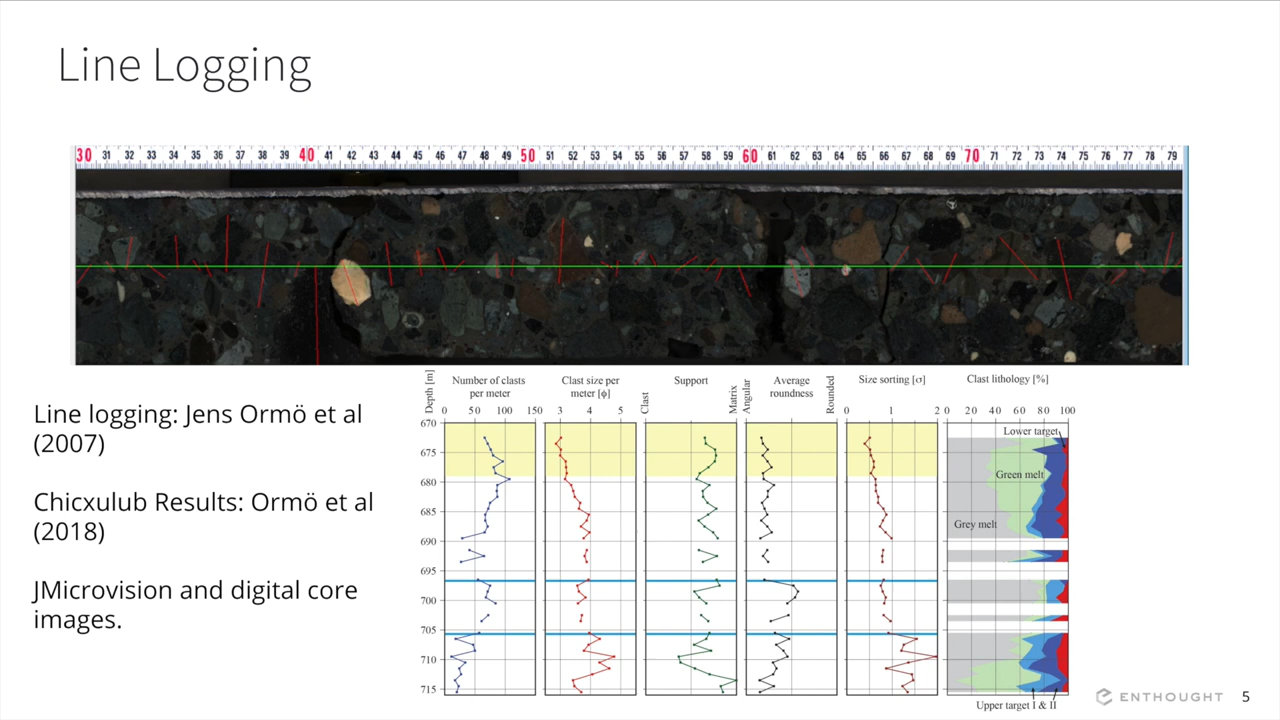 Line Logging
30 31 32 33 34 35 36 37 38 39 40 41 42 43 44 45 46 47 48 49 50 51 52 53 54 55 56 57 58 59 60 61 62 63 64 65 66 67 68 69 70 71 72 73 74 75 76 77 78 79
Line logging: Jens Ormö et al
(2007)
Chicxulub Results: Ormö et al
(2018)
JMicrovision and digital core
images.
Depth [m]
Number of clasts
per meter
0 50 100 150
Clast size per
meter [ϕ]
3 4 5
Support
Clast
Matrix
Average
roundness
Angular
Rounded
Size sorting [σ]
0 1 2
Clast lithology [%]
0 20 40 60 80 100
670
675
680
685
690
695
700
705
710
715
Lower target
Green melt
Grey melt
Upper target I & II
ENTHOUGHT
5